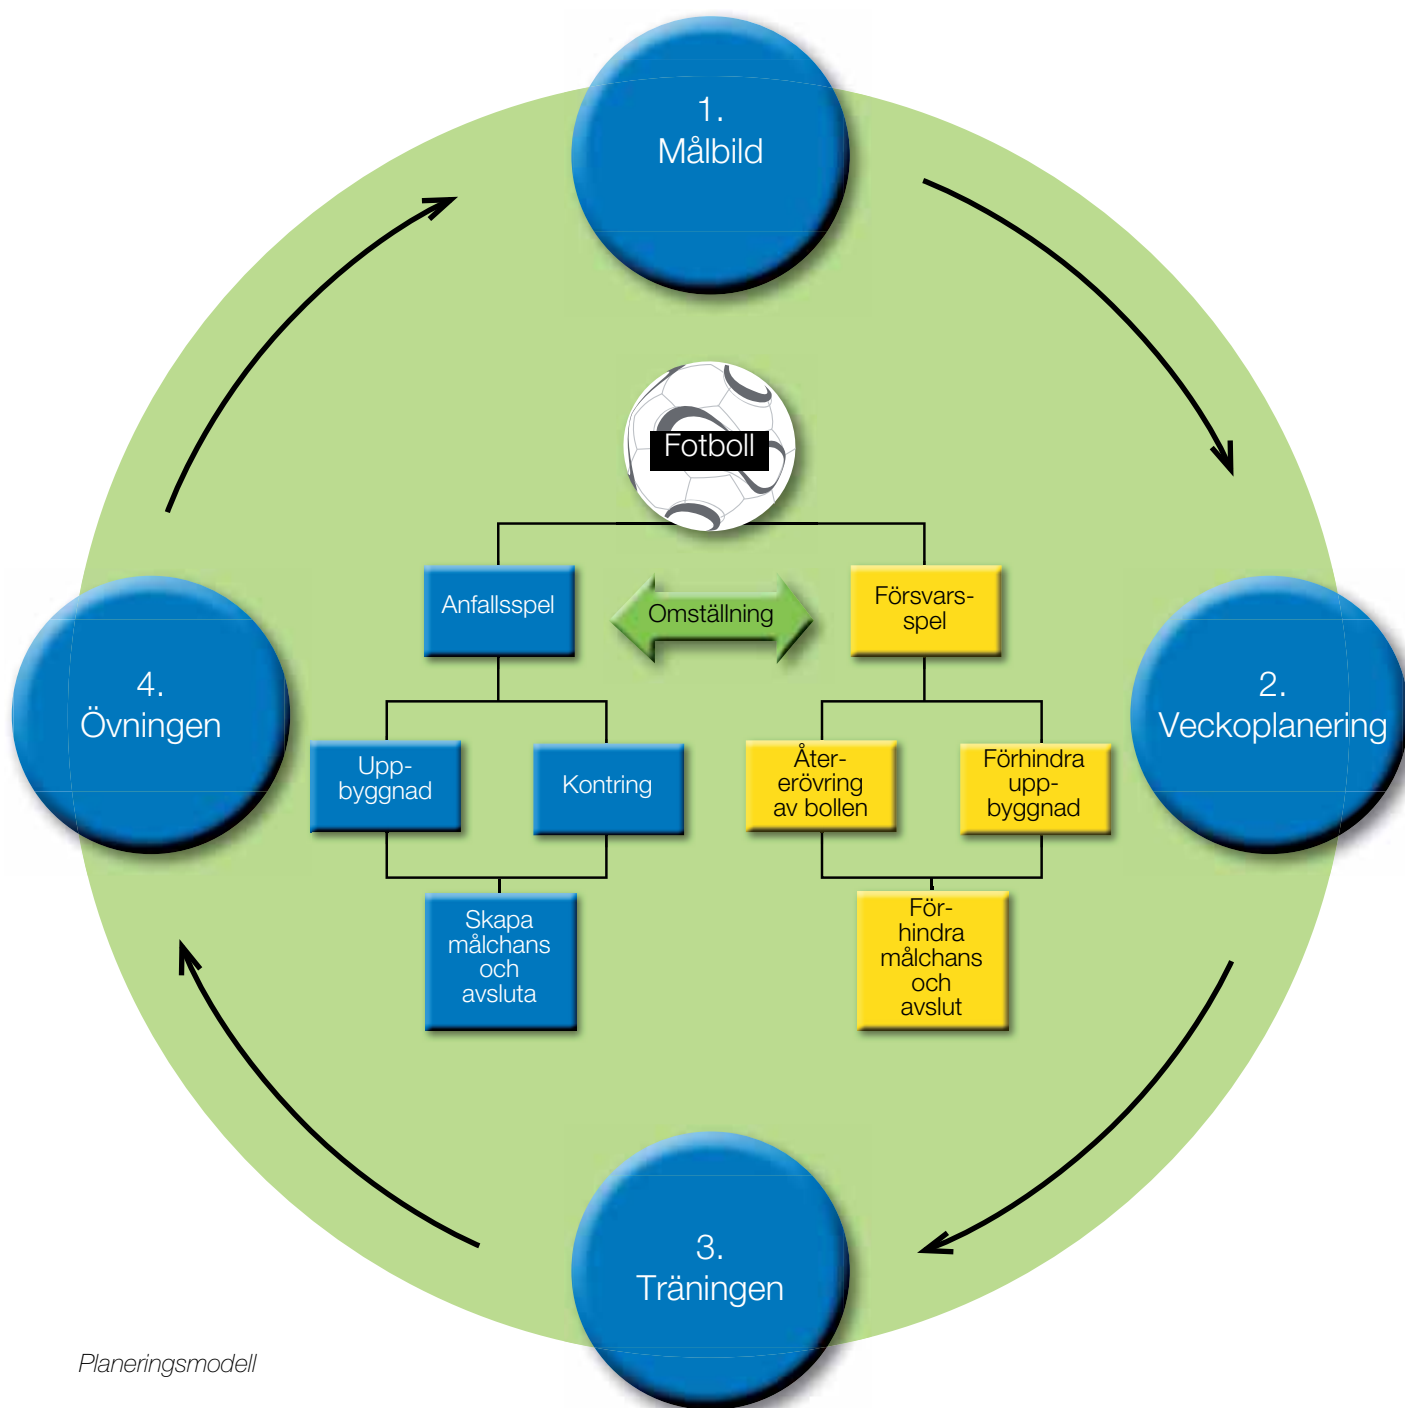 1.
Målbild
Fotboll
Anfallsspel
Omställning
Försvars-
spel
4.
Övningen
2.
Veckoplanering
Upp-
byggnad
Kontring
Åter-
erövring
av bollen
Förhindra
upp-
byggnad
Skapa
målchans
och
avsluta
För-
hindra
målchans
och
avslut
3.
Träningen
Planeringsmodell